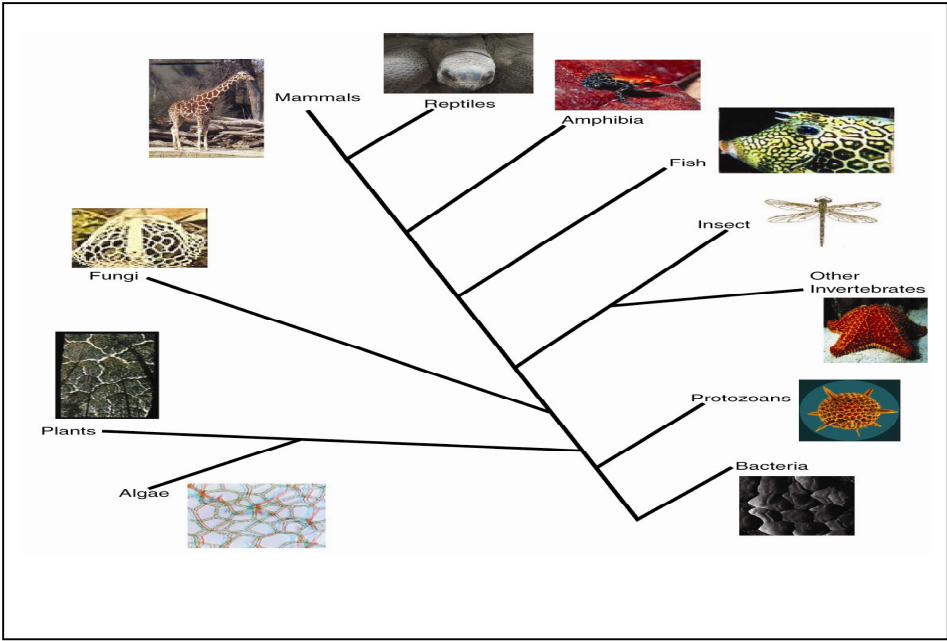 Mammals
Reptiles
Amphibia
Fish
Insect
Other
Invertebrates
Fungi
Protozoans
Plants
Bacteria
Algae